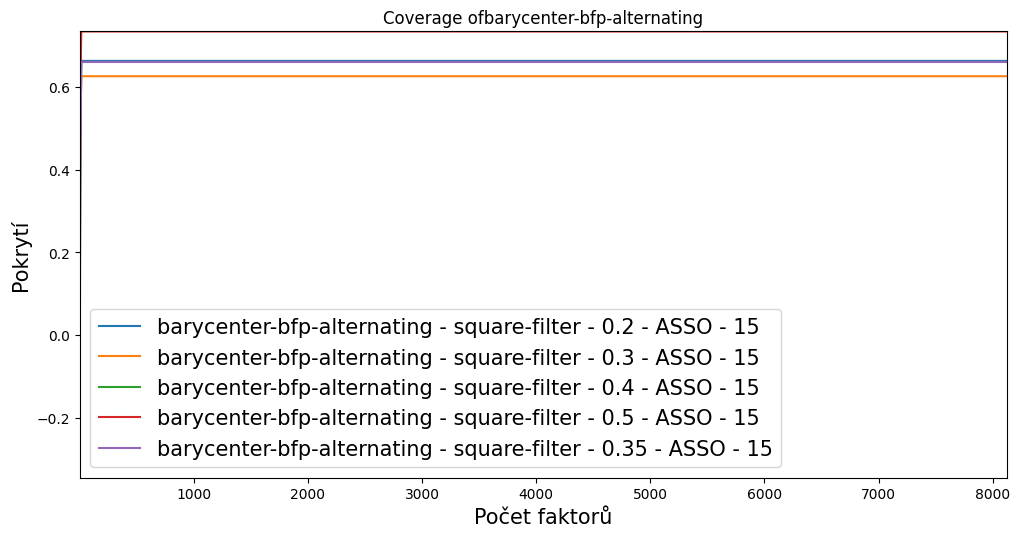 Coverage ofbarycenter-bfp-alternating
0.6
0.4
0.2
0.0
−0.2
Pokrytí
barycenter-bfp-alternating - square-filter - 0.2 - ASSO - 15
barycenter-bfp-alternating - square-filter - 0.3 - ASSO - 15
barycenter-bfp-alternating - square-filter - 0.4 - ASSO - 15
barycenter-bfp-alternating - square-filter - 0.5 - ASSO - 15
barycenter-bfp-alternating - square-filter - 0.35 - ASSO - 15
1000 2000 3000 4000 5000 6000 7000 8000
Počet faktorů